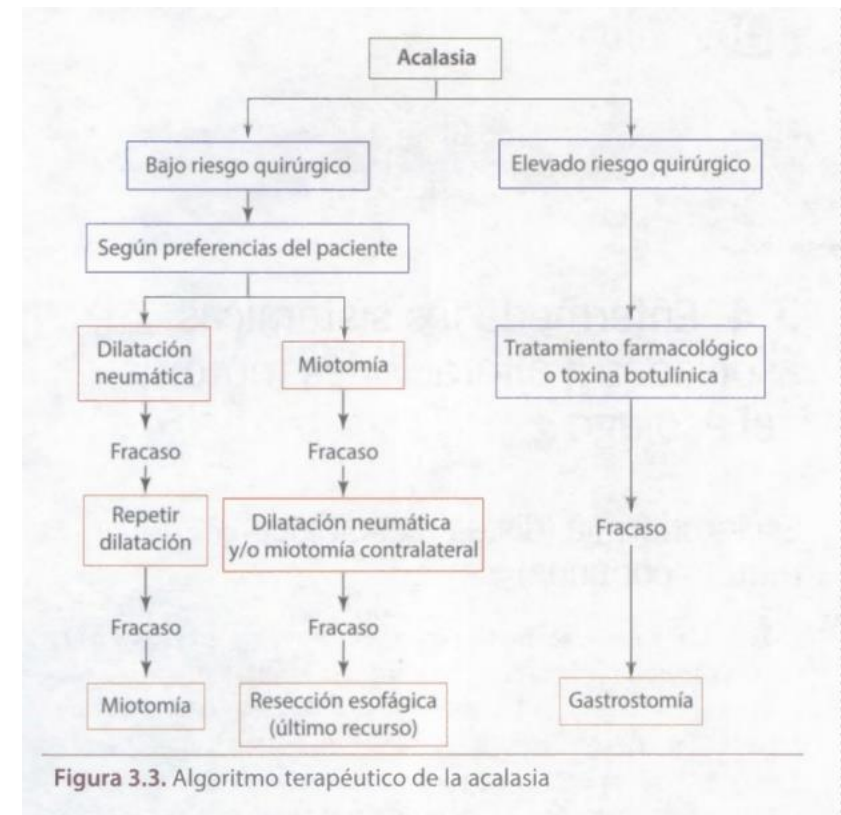 Acalasia
Bajo riesgo quirúrgico
Elevado riesgo quirúrgico
Según preferencias del paciente
Dilatación
neumática
Miotomía
Tratamiento farmacológico
o toxina botulínica
Fracaso
Fracaso
Repetir
dilatación
Dilatación neumática
y/o miotomía contralateral
Fracaso
Fracaso
Fracaso
Miotomía
Resección esofágica
(último recurso)
Gastrostomía
Figura 3.3. Algoritmo terapéutico de la acalasia